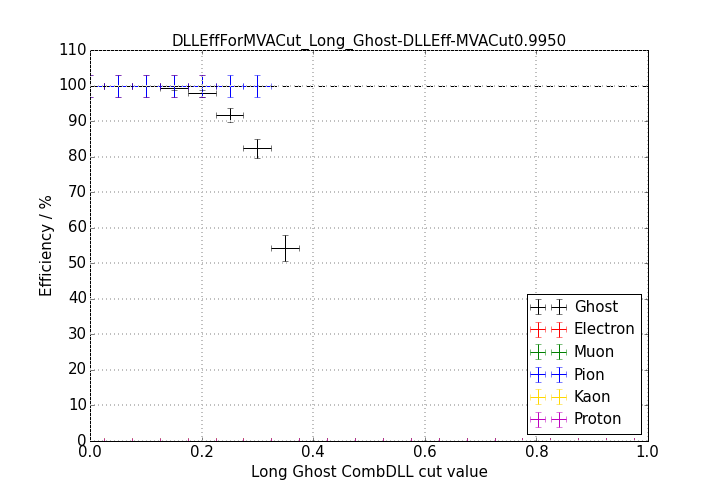 DLLEffForMVACut_Long_Ghost-DLLEff-MVACut0.9950
110
100
90
80
70
60
50
40
30
20
10
0
Efficiency / %
0.0 0.2 0.4 0.6 0.8 1.0
Long Ghost CombDLL cut value
Ghost
Electron
Muon
Pion
Kaon
Proton